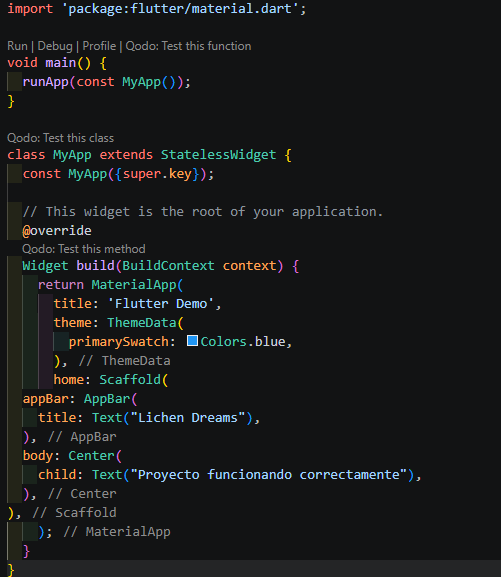 import 'package:flutter/material.dart';
Run | Debug | Profile | Qodo: Test this function
void main() {
  runApp(const MyApp());
}
Qodo: Test this class
class MyApp extends StatelessWidget {
  const MyApp({super.key});
  // This widget is the root of your application.
  @override
  Qodo: Test this method
  Widget build(BuildContext context) {
    return MaterialApp(
      title: 'Flutter Demo',
      theme: ThemeData(
        primarySwatch: Colors.blue,
      ), // ThemeData
      home: Scaffold(
  appBar: AppBar(
    title: Text("Lichen Dreams"),
  ), // AppBar
  body: Center(
    child: Text("Proyecto funcionando correctamente"),
  ), // Center
), // Scaffold
    ); // MaterialApp
  }
}